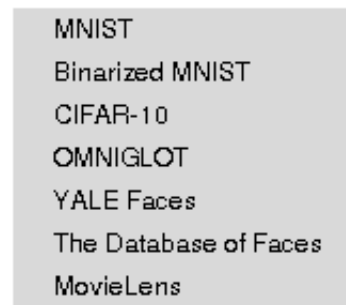 MNIST
Binarized MNIST
CIFAR-10
OMNIGLOT
YALE Faces
The Database of Faces
MovieLens